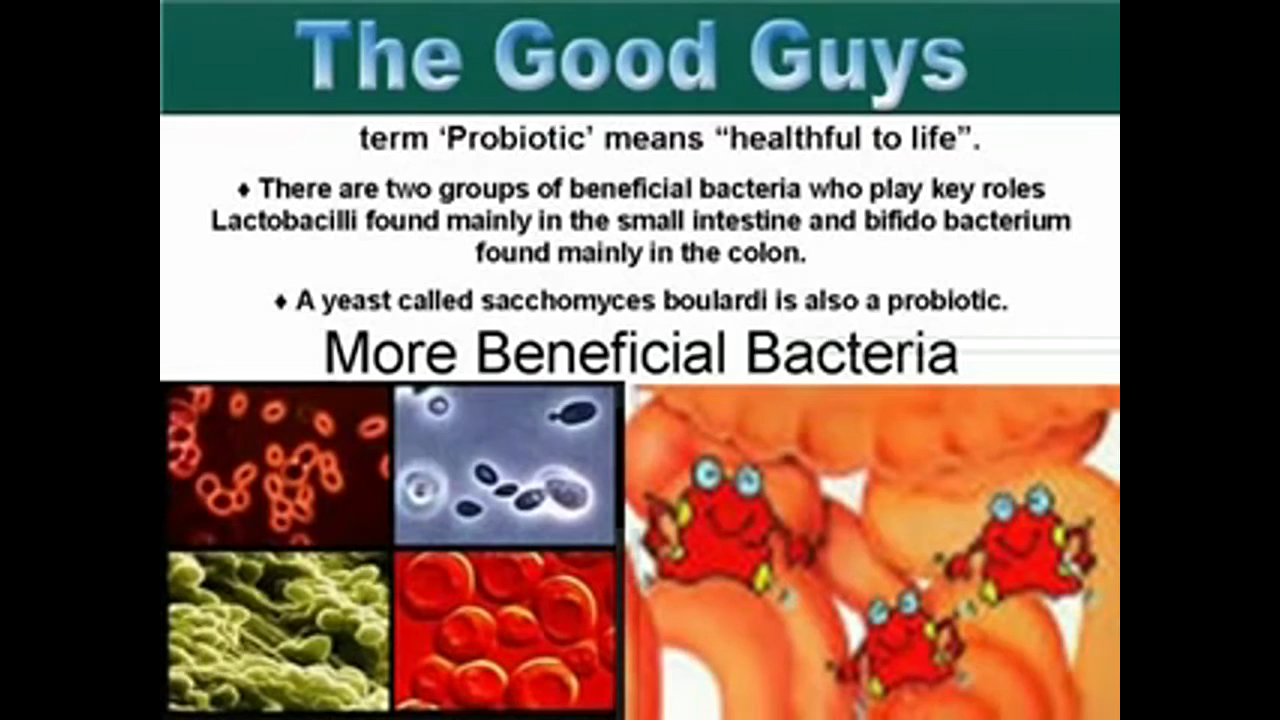 The Good Guys
term ‘Probiotic’ means “healthful to life”.
♦ There are two groups of beneficial bacteria who play key roles
Lactobacilli found mainly in the small intestine and bifido bacterium
found mainly in the colon.
♦ A yeast called sacchomyces boulardi is also a probiotic.
More Beneficial Bacteria